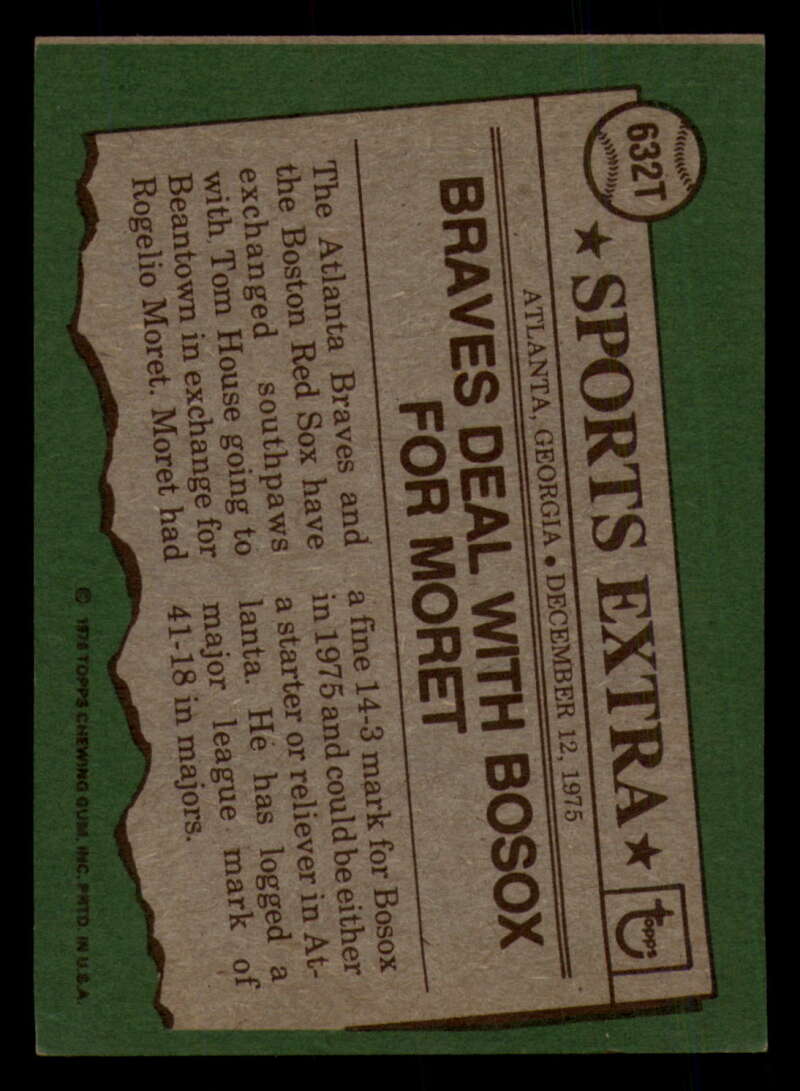 632T
★ SPORTS EXTRA ★
topps
ATLANTA, GEORGIA • DECEMBER 12, 1975
BRAVES DEAL WITH BOSOX
FOR MORET
The Atlanta Braves and
the Boston Red Sox have
exchanged southpaws
with Tom House going to
Beantown in exchange for
Rogelio Moret. Moret had
a fine 14-3 mark for Bosox
in 1975 and could be either
a starter or reliever in At-
lanta. He has logged a
major league mark of
41-18 in majors.
© 1976 TOPPS CHEWING GUM, INC. PRTD. IN U.S.A.